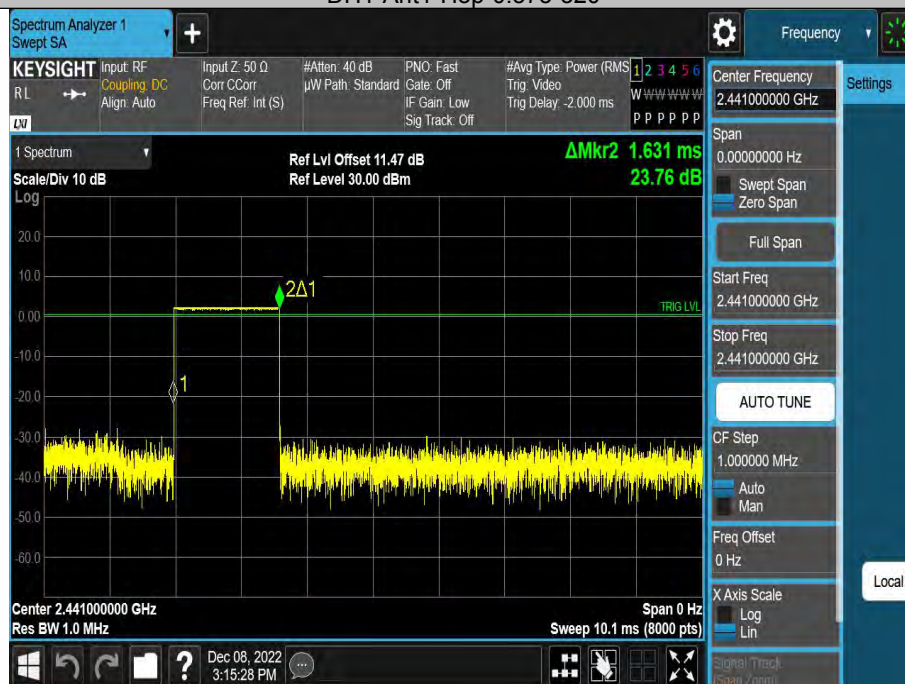 Spectrum Analyzer 1
Swept SA
Frequency
KEYSIGHT
RL
LXI
Input: RF
Coupling: DC
Align: Auto
Input Z: 50 Ω
Corr CCorr
Freq Ref: Int (S)
#Atten: 40 dB
µW Path: Standard
PNO: Fast
Gate: Off
IF Gain: Low
Sig Track: Off
#Avg Type: Power (RMS
Trig: Video
Trig Delay: -2.000 ms
1 2 3 4 5 6
W W W W W W
P P P P P P
Center Frequency
2.441000000 GHz
Settings
1 Spectrum
Scale/Div 10 dB
Ref Lvl Offset 11.47 dB
Ref Level 30.00 dBm
ΔMkr2 1.631 ms
23.76 dB
Span
0.00000000 Hz
Swept Span
Zero Span
Full Span
Start Freq
2.441000000 GHz
Stop Freq
2.441000000 GHz
AUTO TUNE
CF Step
1.000000 MHz
Auto
Man
Freq Offset
0 Hz
X Axis Scale
Log
Lin
Signal Track
(Span Zoom)
Local
Log
20.0
10.0
0.00
-10.0
-20.0
-30.0
-40.0
-50.0
-60.0
2Δ1
TRIG LVL
1
Center 2.441000000 GHz
Res BW 1.0 MHz
Span 0 Hz
Sweep 10.1 ms (8000 pts)
?
Dec 08, 2022
3:15:28 PM